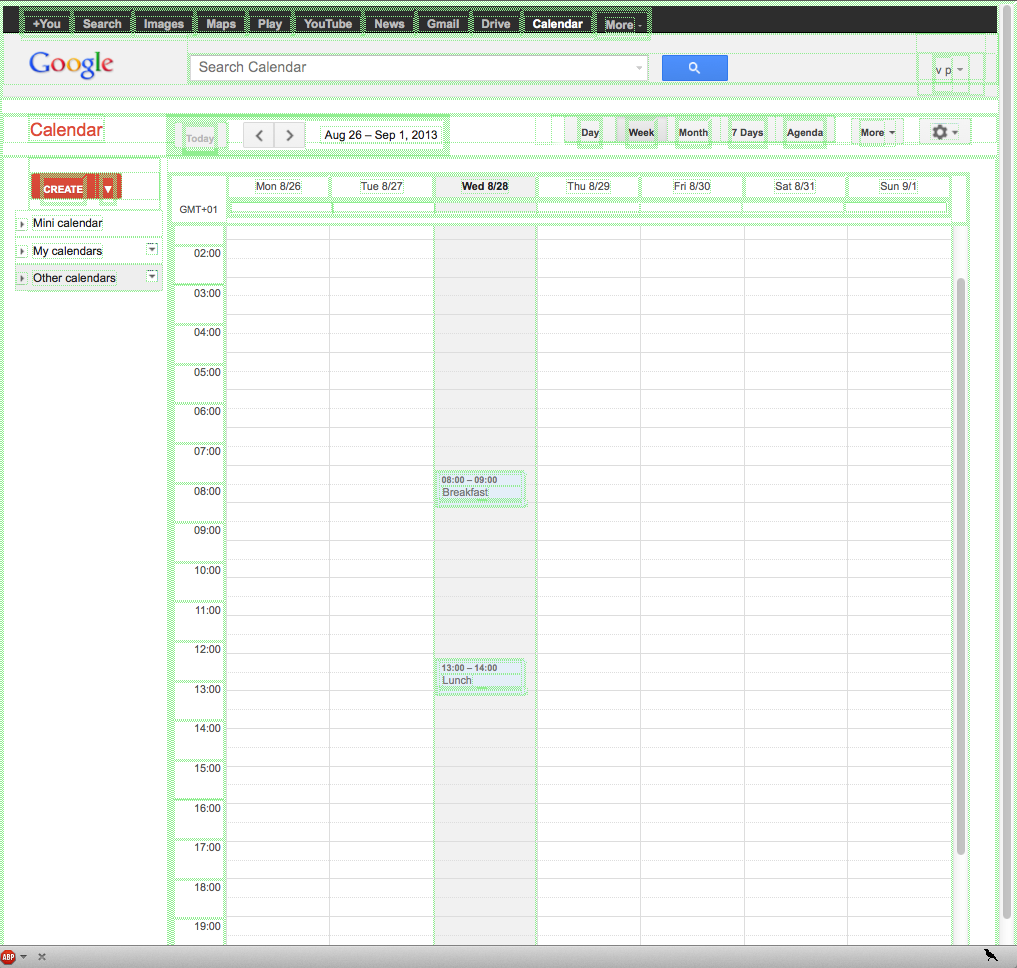 +You Search Images Maps Play YouTube News Gmail Drive Calendar More
Google Search Calendar v p
Calendar Today Aug 26 – Sep 1, 2013 Day Week Month 7 Days Agenda More
CREATE
Mini calendar
My calendars
Other calendars
Mon 8/26 Tue 8/27 Wed 8/28 Thu 8/29 Fri 8/30 Sat 8/31 Sun 9/1
GMT+01
02:00
03:00
04:00
05:00
06:00
07:00
08:00 – 09:00
Breakfast
08:00
09:00
10:00
11:00
12:00
13:00 – 14:00
Lunch
13:00
14:00
15:00
16:00
17:00
18:00
19:00
ABP